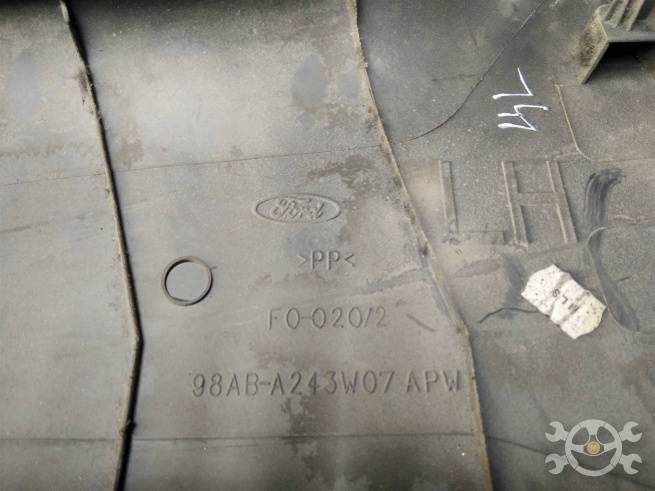 LH
Ford
>PP<
FO-020/2
98AB-A243W07 APW